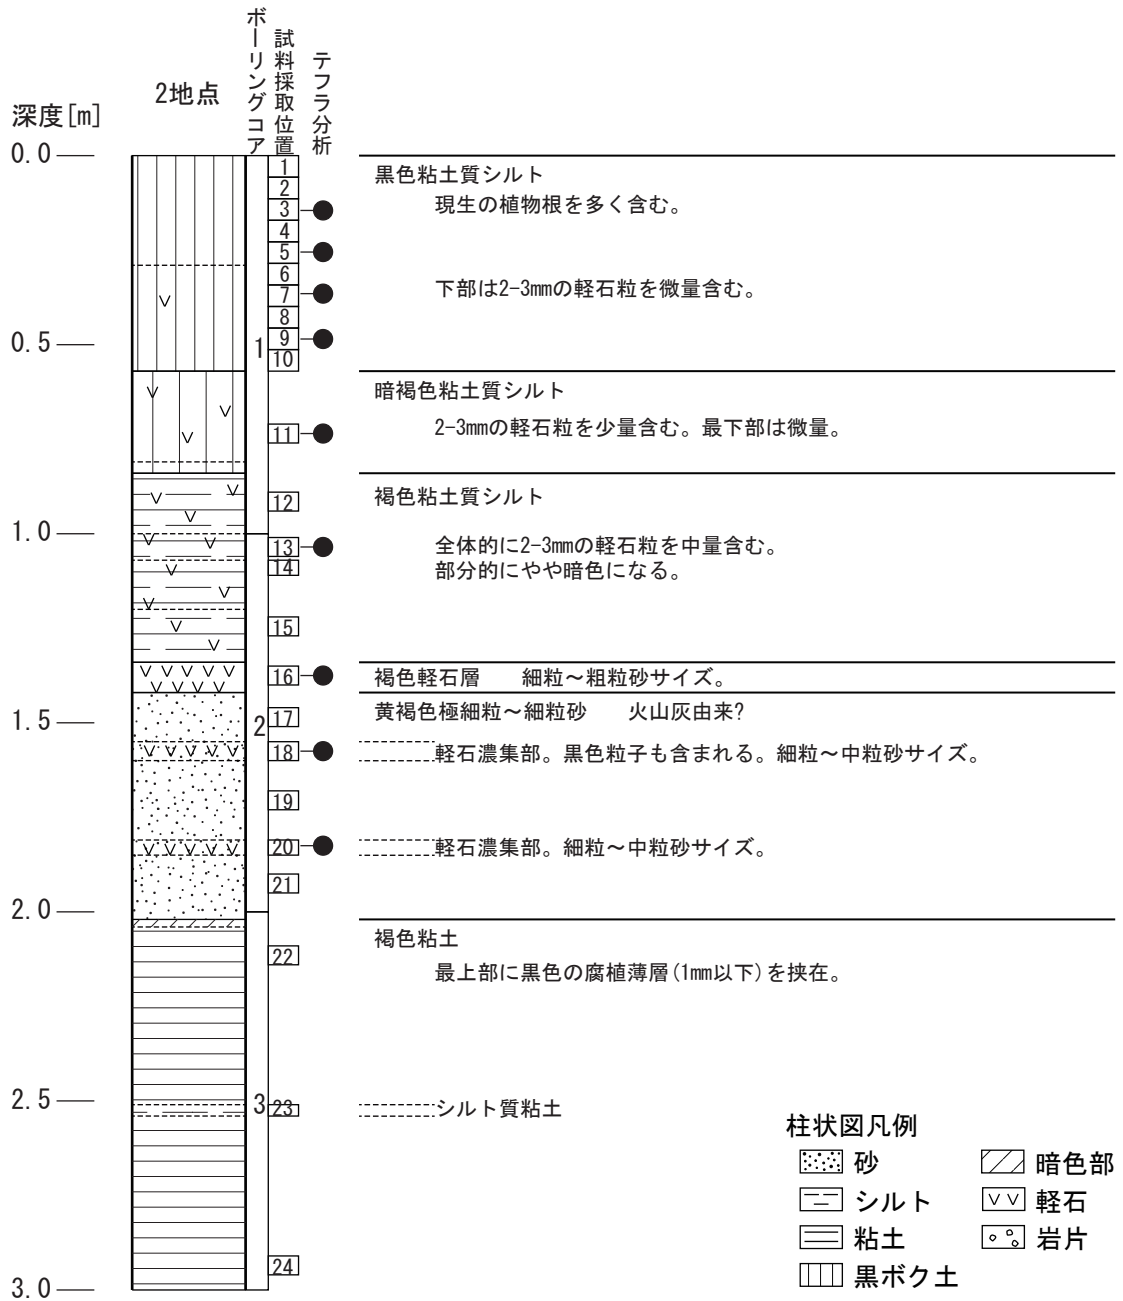 深度[m]
2地点
ボーリングコア
試料採取位置
テフラ分析
0.0
0.5
1.0
1.5
2.0
2.5
3.0
1
2
3
1
2
3
4
5
6
7
8
9
10
11
12
13
14
15
16
17
18
19
20
21
22
23
24
黒色粘土質シルト
現生の植物根を多く含む。
下部は2-3mmの軽石粒を微量含む。
暗褐色粘土質シルト
2-3mmの軽石粒を少量含む。最下部は微量。
褐色粘土質シルト
全体的に2-3mmの軽石粒を中量含む。
部分的にやや暗色になる。
褐色軽石層　細粒～粗粒砂サイズ。
黄褐色極細粒～細粒砂　火山灰由来?
軽石濃集部。黒色粒子も含まれる。細粒～中粒砂サイズ。
軽石濃集部。細粒～中粒砂サイズ。
褐色粘土
最上部に黒色の腐植薄層(1mm以下)を挟在。
シルト質粘土
柱状図凡例
砂
シルト
粘土
黒ボク土
暗色部
軽石
岩片